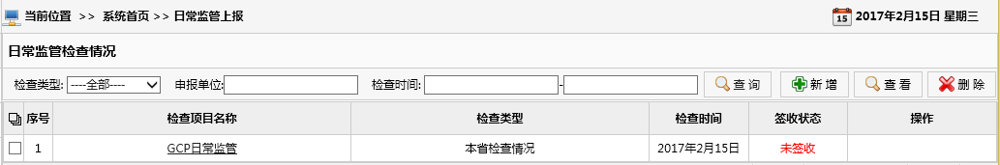 当前位置 >> 系统首页 >> 日常监管上报 15 2017年2月15日 星期三
日常监管检查情况
检查类型: ----全部---- 申报单位: 检查时间: - 查 询 新 增 查 看 删 除
序号 检查项目名称 检查类型 检查时间 签收状态 操作
1 GCP日常监管 本省检查情况 2017年2月15日 未签收